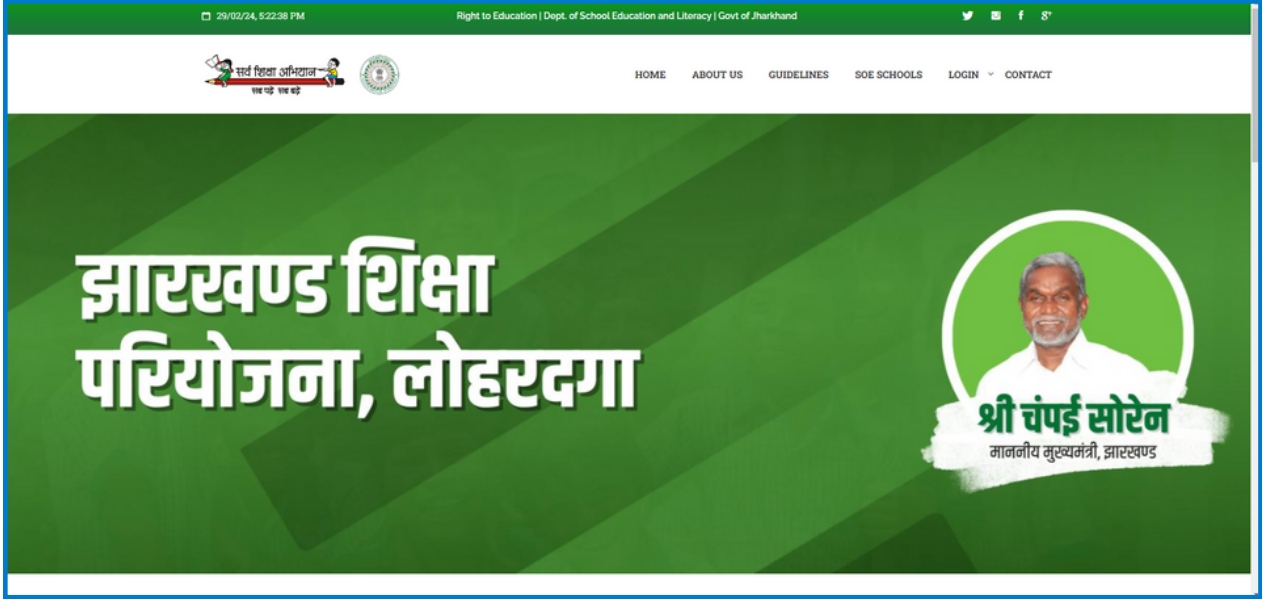 29/02/24, 5:22:38 PM
Right to Education | Dept. of School Education and Literacy | Govt of Jharkhand
सर्व शिक्षा अभियान
सब पढ़ें सब बढ़ें
HOME ABOUT US GUIDELINES SOE SCHOOLS LOGIN CONTACT
झारखण्ड शिक्षा
परियोजना, लोहरदगा
श्री चंपई सोरेन
माननीय मुख्यमंत्री, झारखण्ड